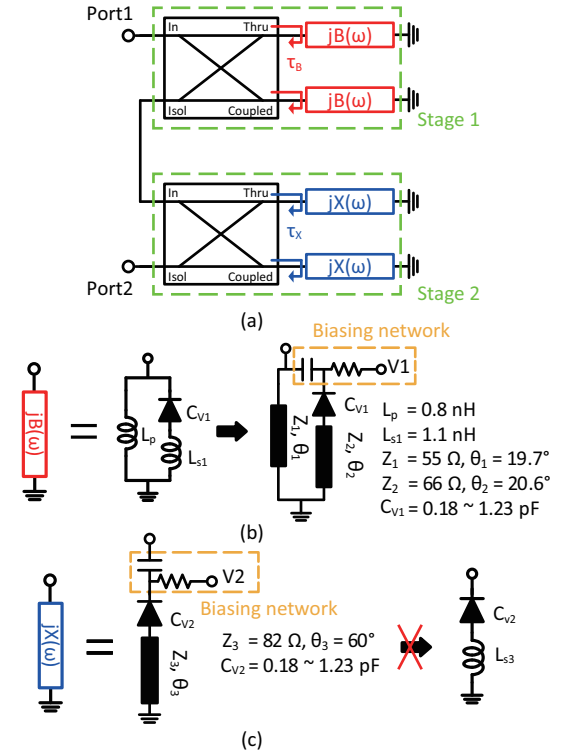 Port1
In
Thru
τB
jB(ω)
jB(ω)
Isol
Coupled
Stage 1
In
Thru
jX(ω)
τX
jX(ω)
Isol
Coupled
Port2
Stage 2
(a)
Biasing network
V1
jB(ω)
=
Lp
CV1
Ls1
Z1, θ1
CV1
Z2, θ2
Lp = 0.8 nH
Ls1 = 1.1 nH
Z1 = 55 Ω, θ1 = 19.7°
Z2 = 66 Ω, θ2 = 20.6°
CV1 = 0.18 ~ 1.23 pF
(b)
V2
Biasing network
jX(ω)
=
CV2
Z3, θ3
Z3 = 82 Ω, θ3 = 60°
CV2 = 0.18 ~ 1.23 pF
Cv2
Ls3
(c)